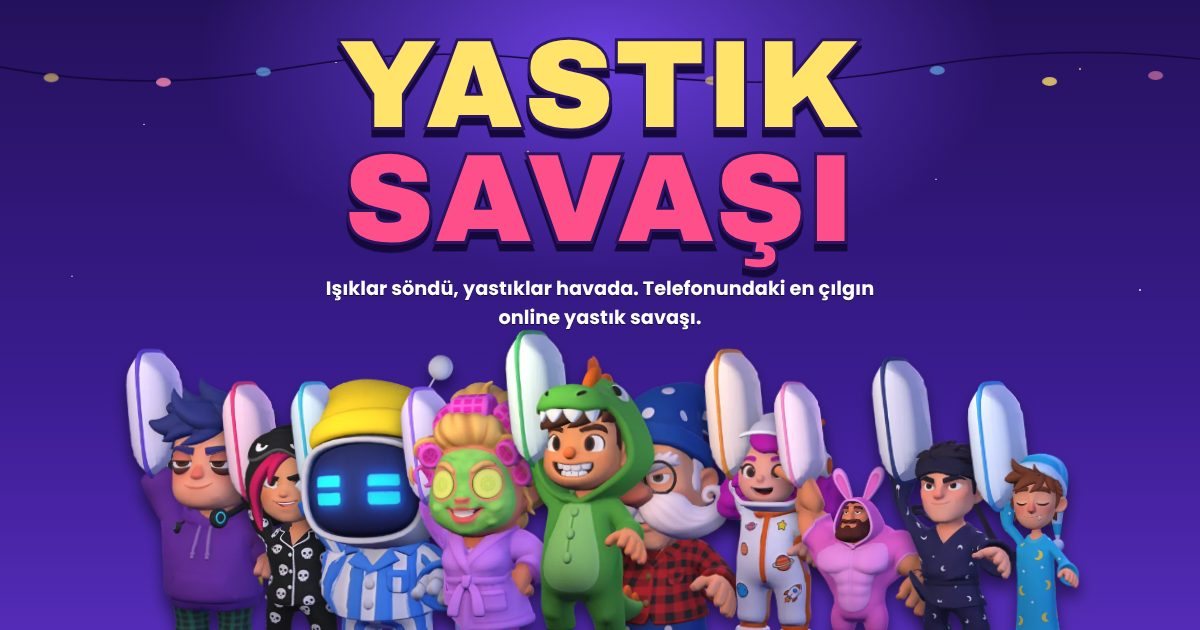 YASTIK
SAVAŞI
Işıklar söndü, yastıklar havada. Telefonundaki en çılgın
online yastık savaşı.